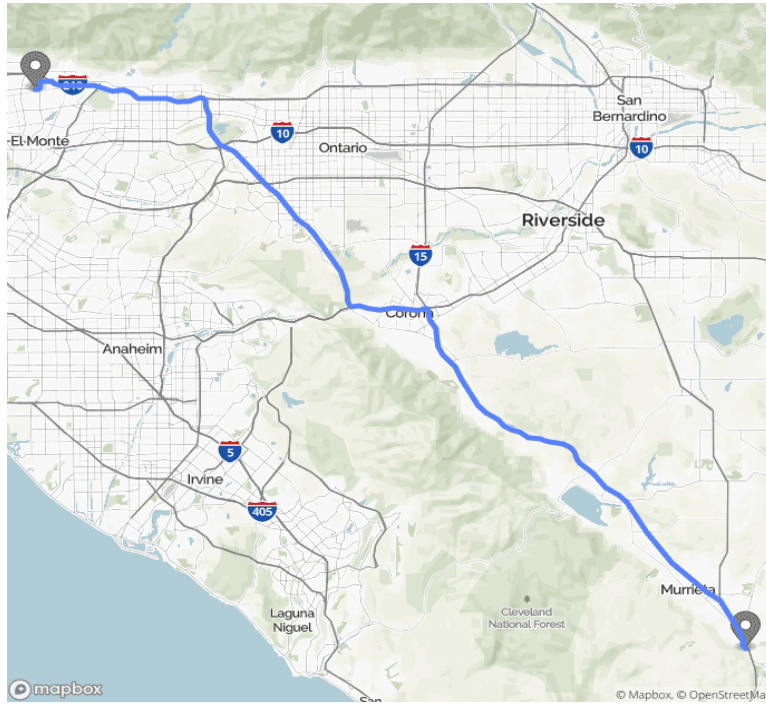 210
-El-Monte
10
Ontario
San
Bernardino
10
Riverside
15
Corona
Anaheim
5
Irvine
405
Murrieta
Cleveland
National Forest
Laguna
Niguel
San
mapbox
© Mapbox, © OpenStreetMa